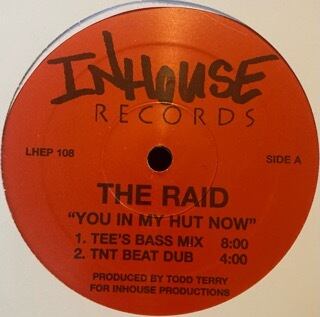 INHOUSE
RECORDS
LHEP 108
SIDE A
THE RAID
“YOU IN MY HUT NOW”
1. TEE'S BASS MIX 8:00
2. TNT BEAT DUB 4:00
PRODUCED BY TODD TERRY
FOR INHOUSE PRODUCTIONS